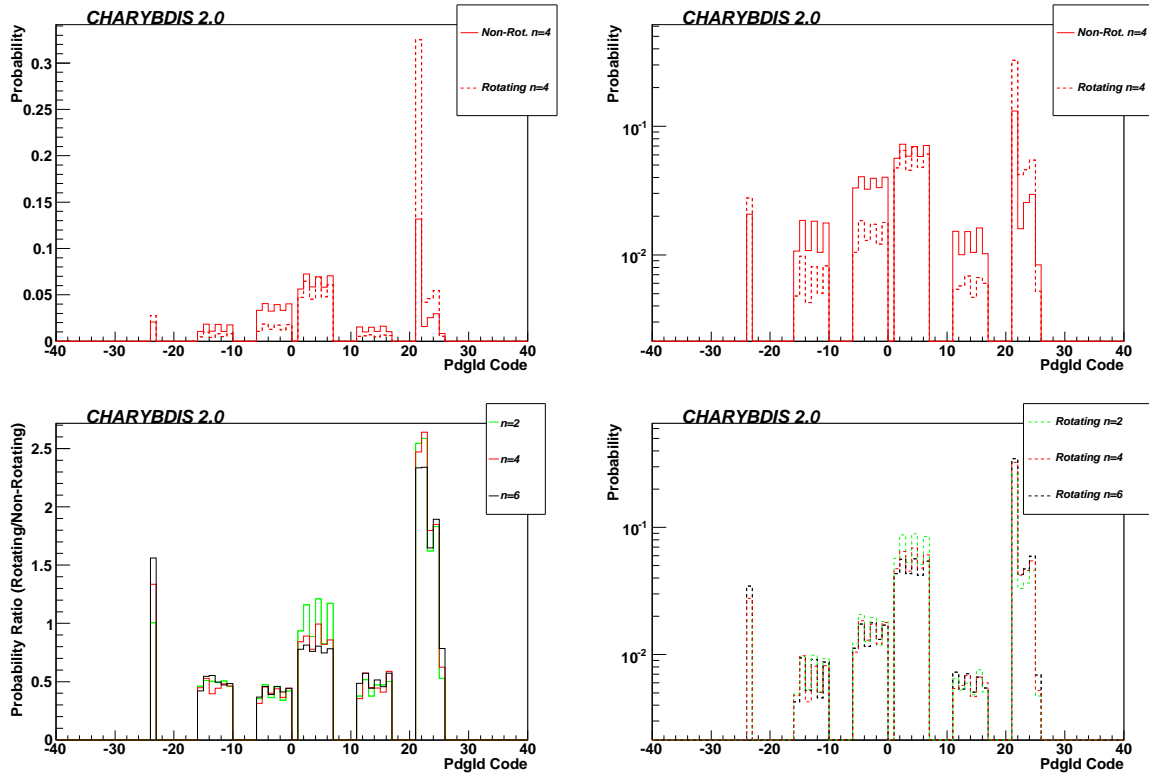 CHARYBDIS 2.0
Probability
0.3
0.25
0.2
0.15
0.1
0.05
0
-40 -30 -20 -10 0 10 20 30 40
PdgId Code
Non-Rot. n=4
Rotating n=4
CHARYBDIS 2.0
Probability
10-1
10-2
-40 -30 -20 -10 0 10 20 30 40
PdgId Code
Non-Rot. n=4
Rotating n=4
CHARYBDIS 2.0
Probability Ratio (Rotating/Non-Rotating)
2.5
2
1.5
1
0.5
0
-40 -30 -20 -10 0 10 20 30 40
PdgId Code
n=2
n=4
n=6
CHARYBDIS 2.0
Probability
10-1
10-2
-40 -30 -20 -10 0 10 20 30 40
PdgId Code
Rotating n=2
Rotating n=4
Rotating n=6